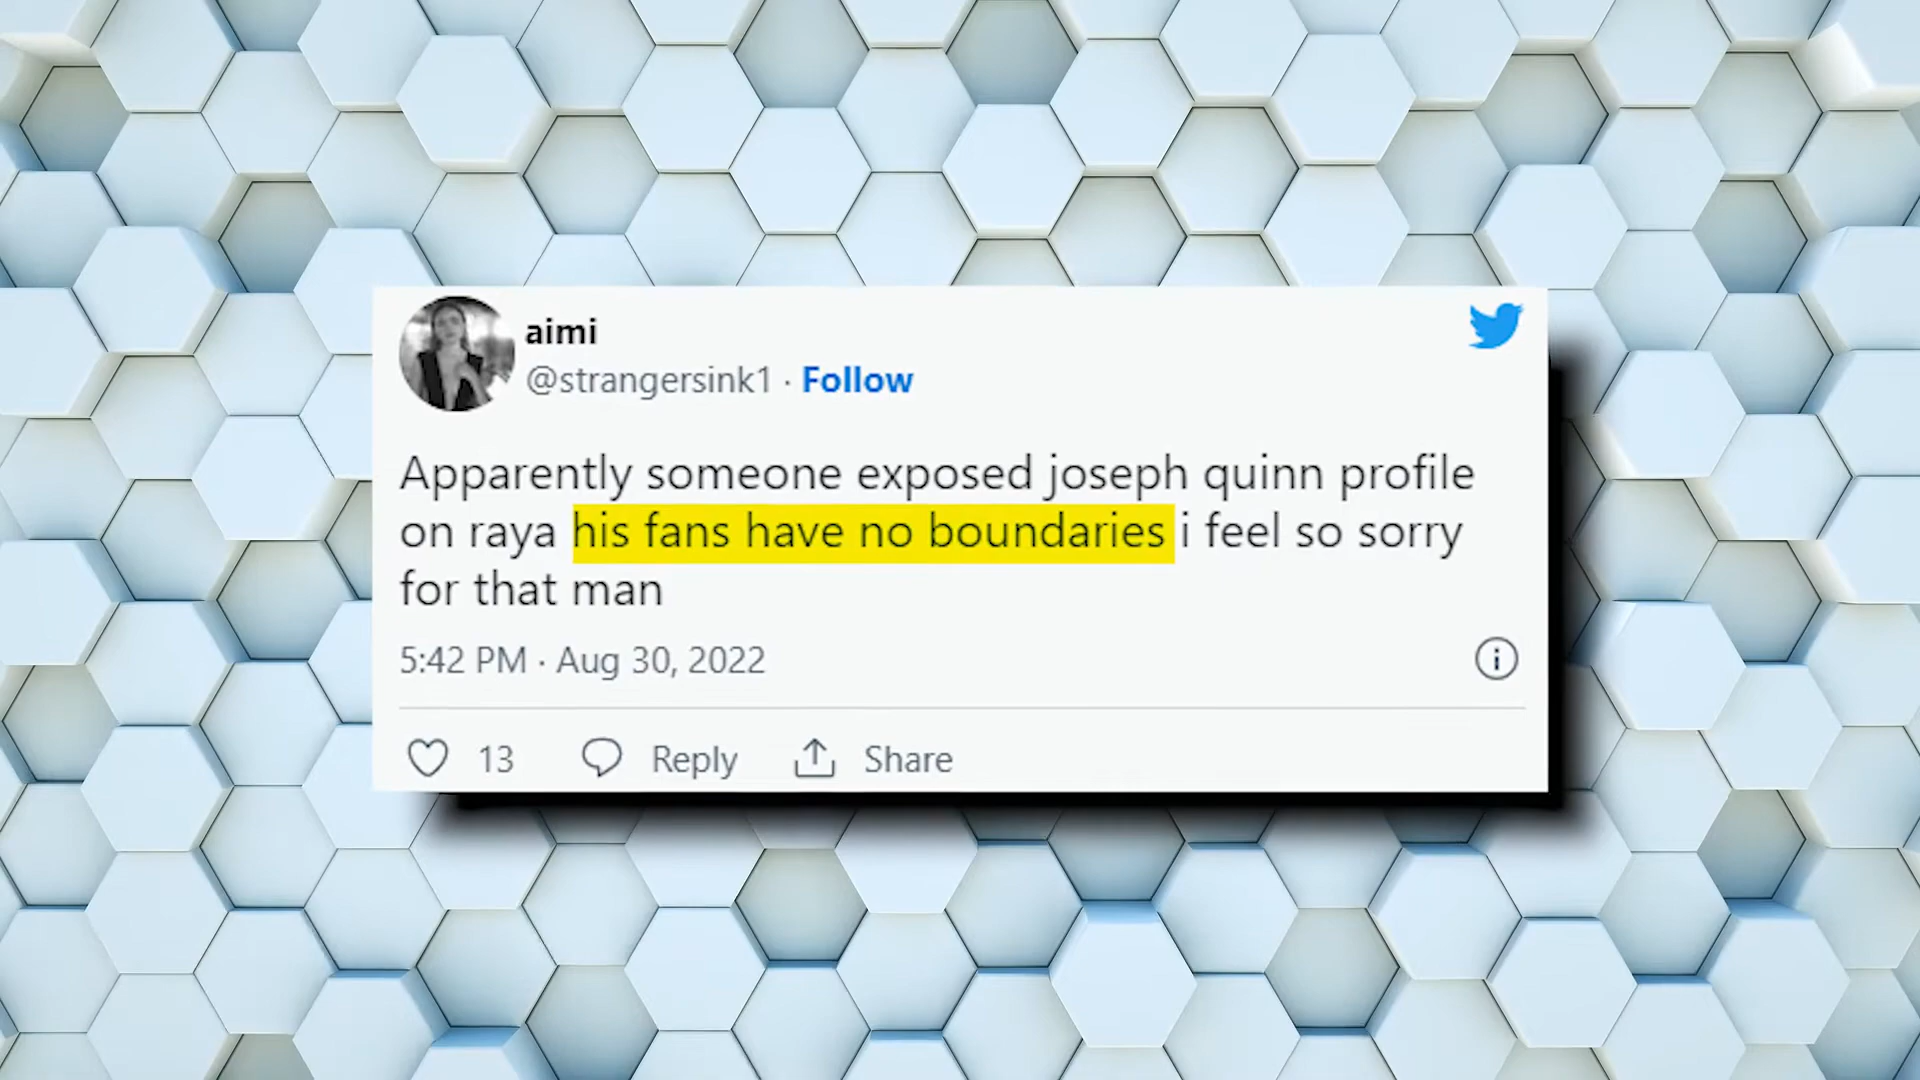 aimi
@strangersink1 · Follow
Apparently someone exposed joseph quinn profile
on raya his fans have no boundaries i feel so sorry
for that man
5:42 PM · Aug 30, 2022
13 Reply Share